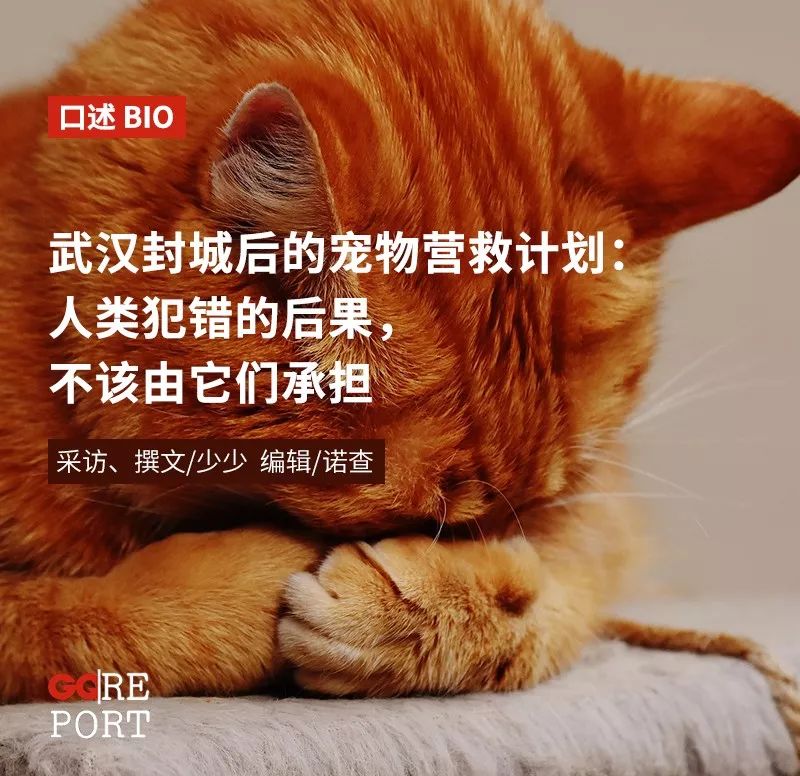 口述 BIO
武汉封城后的宠物营救计划：
人类犯错的后果，
不该由它们承担
采访、撰文/少少 编辑/诺查
GQ|RE
PORT